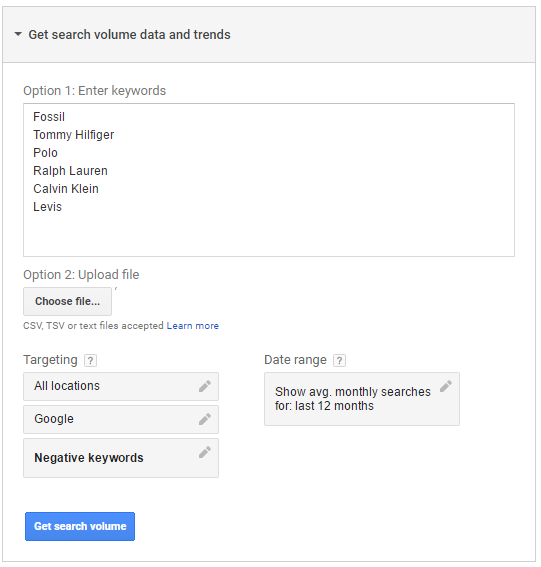 Get search volume data and trends
Option 1: Enter keywords
Fossil
Tommy Hilfiger
Polo
Ralph Lauren
Calvin Klein
Levis
Option 2: Upload file
Choose file...
CSV, TSV or text files accepted Learn more
Targeting ?
Date range ?
All locations
Google
Negative keywords
Show avg. monthly searches
for: last 12 months
Get search volume